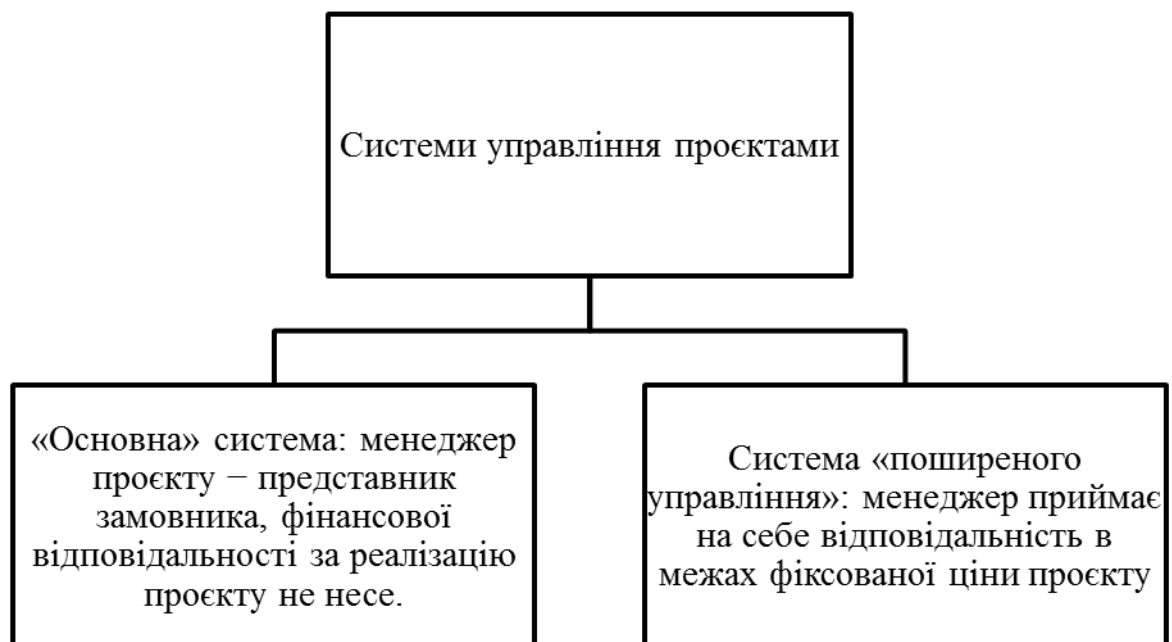 Системи управління проєктами
«Основна» система: менеджер
проєкту − представник
замовника, фінансової
відповідальності за реалізацію
проєкту не несе.
Система «поширеного
управління»: менеджер приймає
на себе відповідальність в
межах фіксованої ціни проєкту